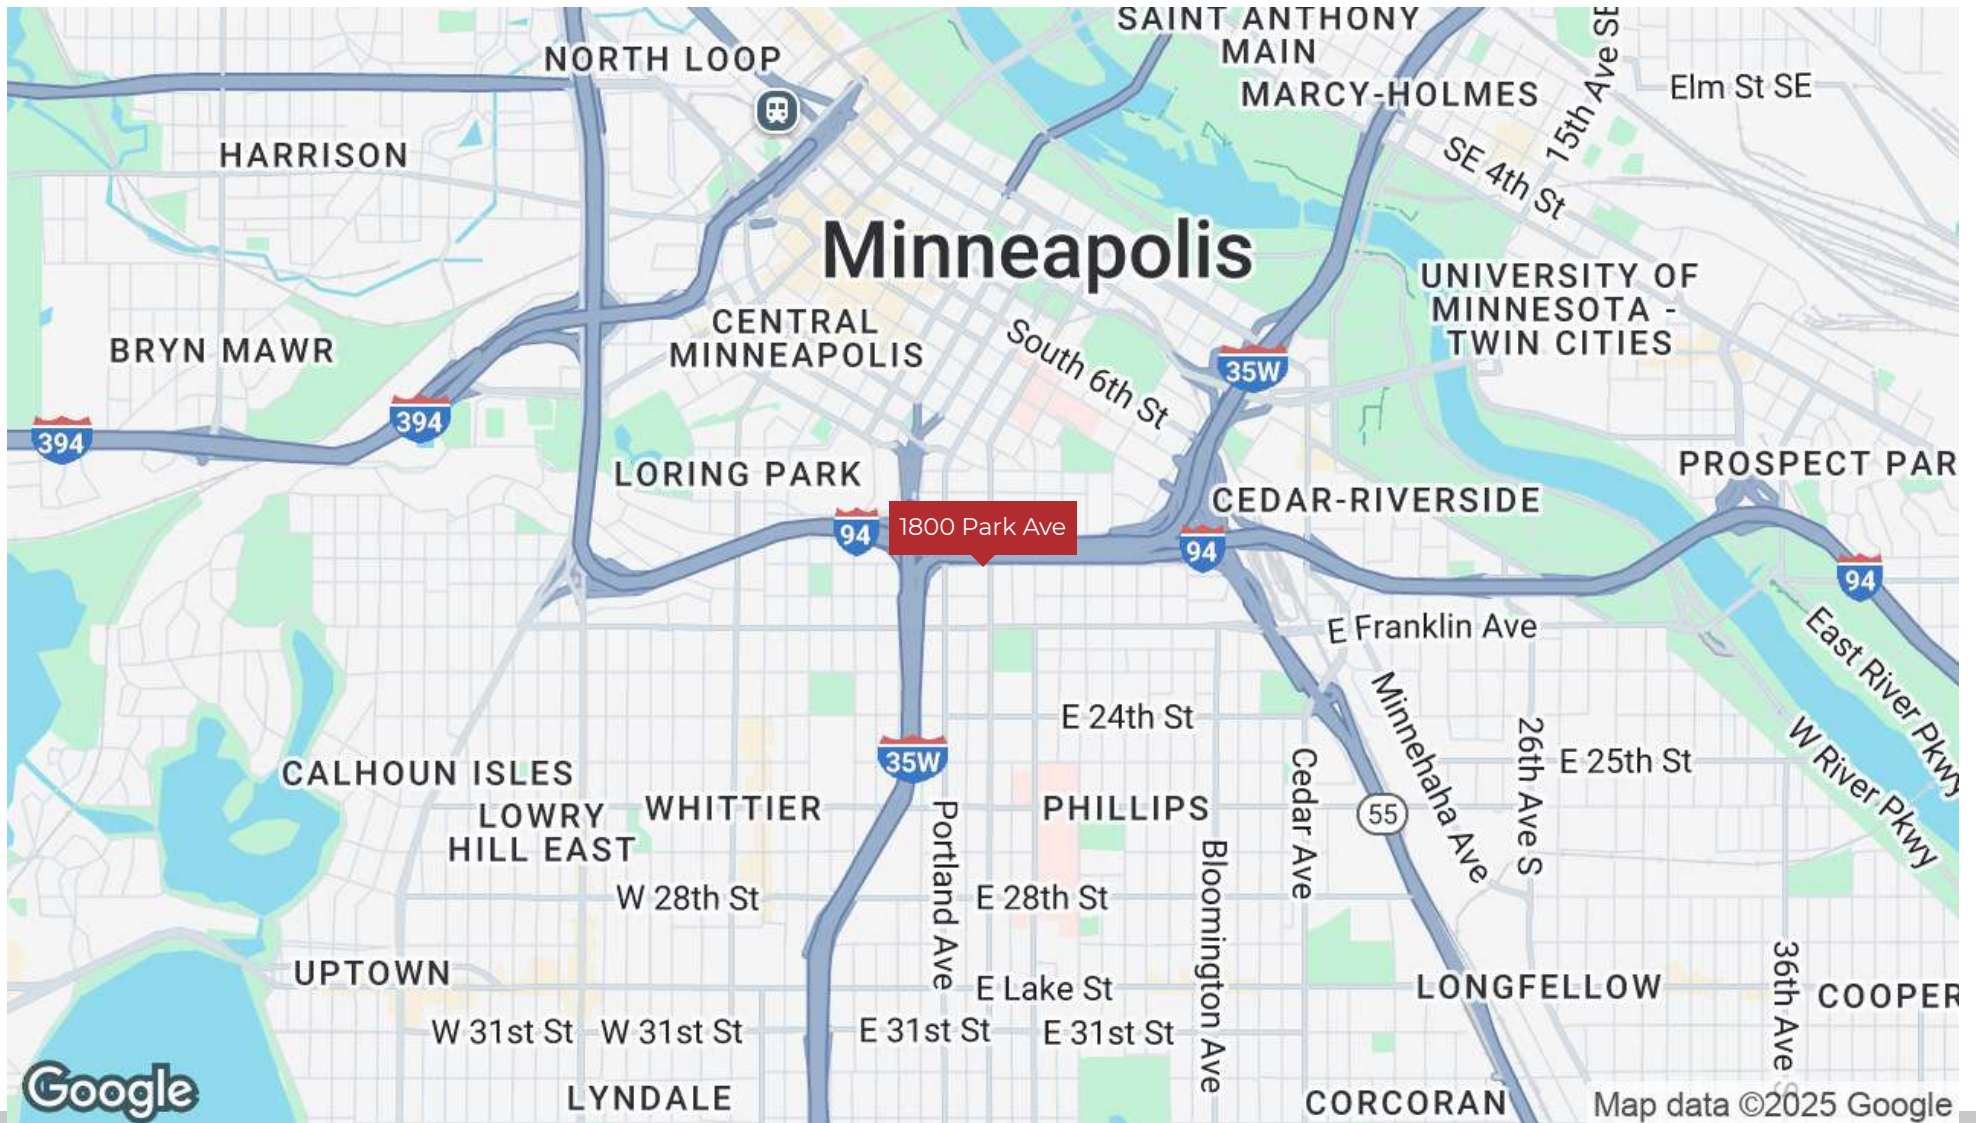 SAINT ANTHONY
MAIN
NORTH LOOP
MARCY-HOLMES
15th Ave SE
Elm St SE
HARRISON
SE 4th St
Minneapolis
UNIVERSITY OF
MINNESOTA -
TWIN CITIES
CENTRAL
MINNEAPOLIS
BRYN MAWR
South 6th St
35W
394
394
LORING PARK
PROSPECT PAR
CEDAR-RIVERSIDE
1800 Park Ave
94
94
94
E Franklin Ave
East River Pkwy
Minnehaha Ave
E 24th St
26th Ave S
W River Pkwy
35W
E 25th St
CALHOUN ISLES
Cedar Ave
LOWRY
HILL EAST
WHITTIER
Portland Ave
PHILLIPS
55
Bloomington Ave
W 28th St
E 28th St
UPTOWN
E Lake St
LONGFELLOW
36th Ave S
COOPER
W 31st St
W 31st St
E 31st St
E 31st St
Google
LYNDALE
CORCORAN
Map data ©2025 Google